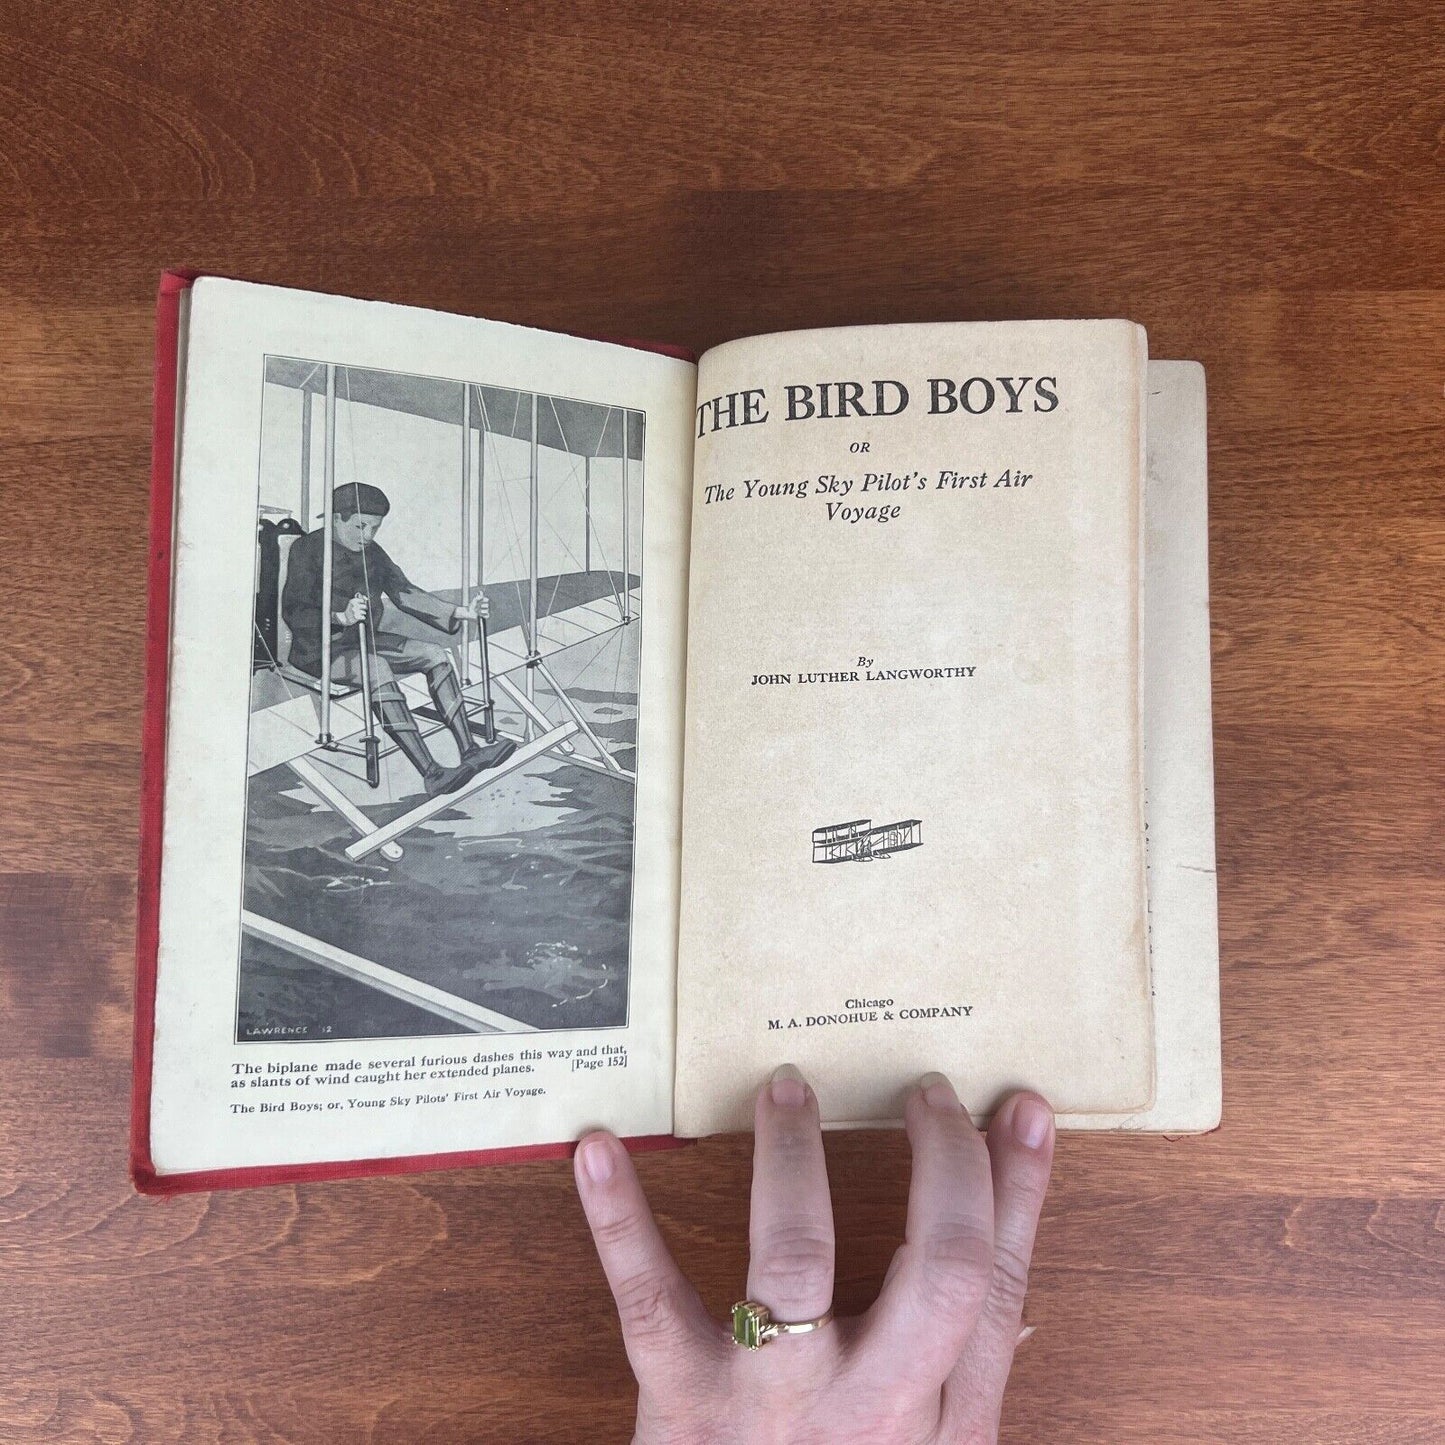 LAWRENCE 12
The biplane made several furious dashes this way and that,
as slants of wind caught her extended planes. [Page 152]
The Bird Boys; or, Young Sky Pilots' First Air Voyage.
THE BIRD BOYS
OR
The Young Sky Pilot's First Air
Voyage
By
JOHN LUTHER LANGWORTHY
Chicago
M. A. DONOHUE & COMPANY